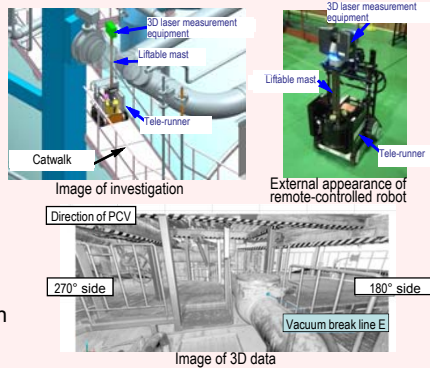 3D laser measurement
equipment
Liftable mast
Tele-runner
Catwalk
Image of investigation
3D laser measurement
equipment
Liftable mast
Tele-runner
External appearance of
remote-controlled robot
Direction of PCV
270° side
180° side
Vacuum break line E
Image of 3D data
n